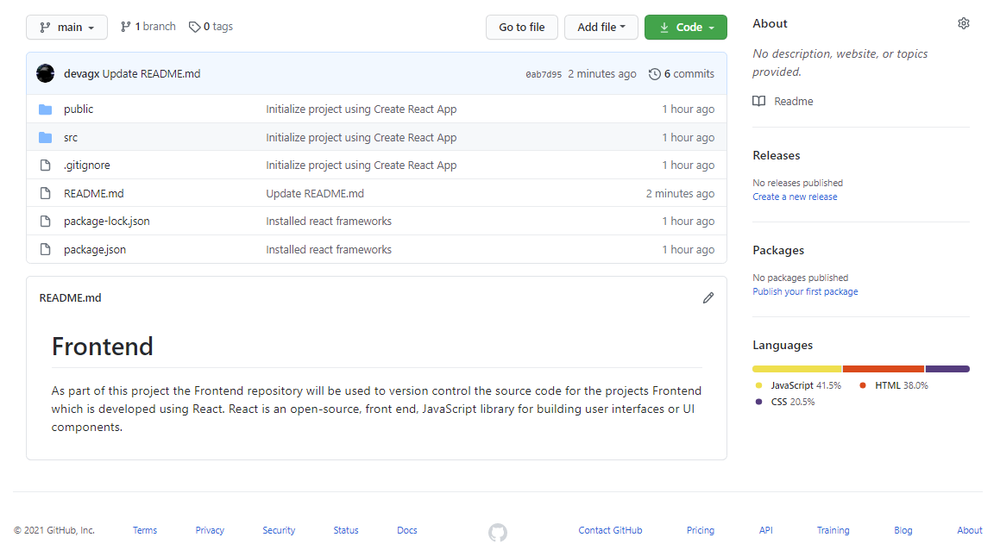 main 1 branch 0 tags Go to file Add file Code
devagx Update README.md 0ab7d95 2 minutes ago 6 commits
public Initialize project using Create React App 1 hour ago
src Initialize project using Create React App 1 hour ago
.gitignore Initialize project using Create React App 1 hour ago
README.md Update README.md 2 minutes ago
package-lock.json Installed react frameworks 1 hour ago
package.json Installed react frameworks 1 hour ago
README.md
Frontend
As part of this project the Frontend repository will be used to version control the source code for the projects Frontend
which is developed using React. React is an open-source, front end, JavaScript library for building user interfaces or UI
components.
About
No description, website, or topics
provided.
Readme
Releases
No releases published
Create a new release
Packages
No packages published
Publish your first package
Languages
JavaScript 41.5% HTML 38.0%
CSS 20.5%
© 2021 GitHub, Inc. Terms Privacy Security Status Docs Contact GitHub Pricing API Training Blog About